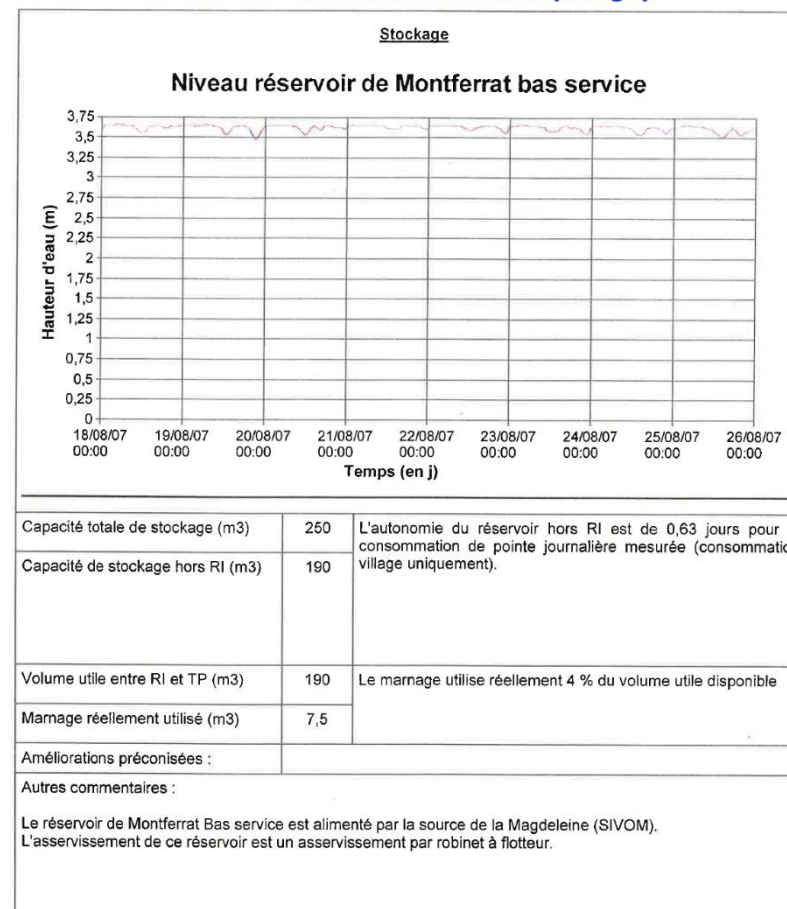 Stockage
Niveau réservoir de Montferrat bas service
Hauteur d'eau (m)
3,75
3,5
3,25
3
2,75
2,5
2,25
2
1,75
1,5
1,25
1
0,75
0,5
0,25
0
18/08/07 19/08/07 20/08/07 21/08/07 22/08/07 23/08/07 24/08/07 25/08/07 26/08/07
00:00 00:00 00:00 00:00 00:00 00:00 00:00 00:00 00:00
Temps (en j)
Capacité totale de stockage (m3) 250
L'autonomie du réservoir hors RI est de 0,63 jours pour
consommation de pointe journalière mesurée (consommatio
village uniquement).
Capacité de stockage hors RI (m3) 190
Volume utile entre RI et TP (m3) 190
Le marnage utilise réellement 4 % du volume utile disponible
Marnage réellement utilisé (m3) 7,5
Améliorations préconisées :
Autres commentaires :
Le réservoir de Montferrat Bas service est alimenté par la source de la Magdeleine (SIVOM).
L'asservissement de ce réservoir est un asservissement par robinet à flotteur.